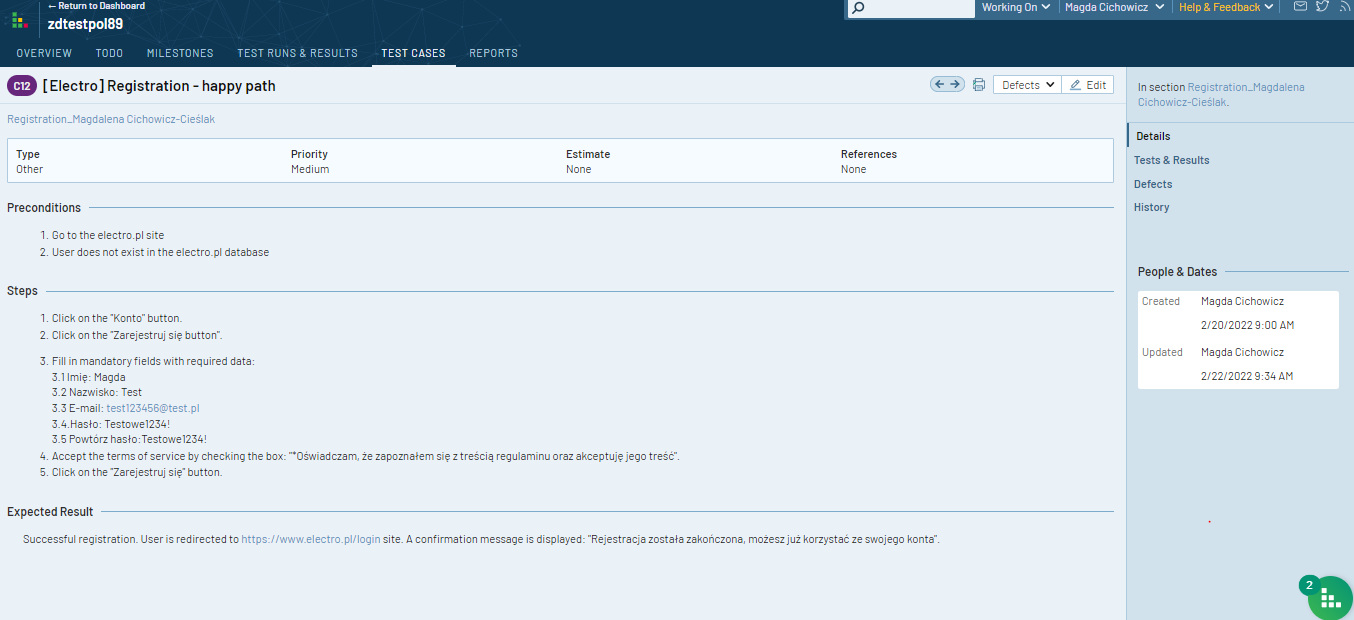 ← Return to Dashboard
zdtestpol89
Working On
Magda Cichowicz
Help & Feedback
OVERVIEW
TODO
MILESTONES
TEST RUNS & RESULTS
TEST CASES
REPORTS
C12
[Electro] Registration - happy path
Defects
Edit
Registration_Magdalena Cichowicz-Cieślak
Type
Other
Priority
Medium
Estimate
None
References
None
Preconditions
1. Go to the electro.pl site
2. User does not exist in the electro.pl database
Steps
1. Click on the "Konto" button.
2. Click on the "Zarejestruj się button".
3. Fill in mandatory fields with required data:
3.1 Imię: Magda
3.2 Nazwisko: Test
3.3 E-mail: test123456@test.pl
3.4.Hasło: Testowe1234!
3.5 Powtórz hasło:Testowe1234!
4. Accept the terms of service by checking the box: "*Oświadczam, że zapoznałem się z treścią regulaminu oraz akceptuję jego treść".
5. Click on the "Zarejestruj się" button.
Expected Result
Successful registration. User is redirected to https://www.electro.pl/login site. A confirmation message is displayed: "Rejestracja została zakończona, możesz już korzystać ze swojego konta".
In section Registration_Magdalena
Cichowicz-Cieślak.
Details
Tests & Results
Defects
History
People & Dates
Created
Magda Cichowicz
2/20/2022 9:00 AM
Updated
Magda Cichowicz
2/22/2022 9:34 AM
2